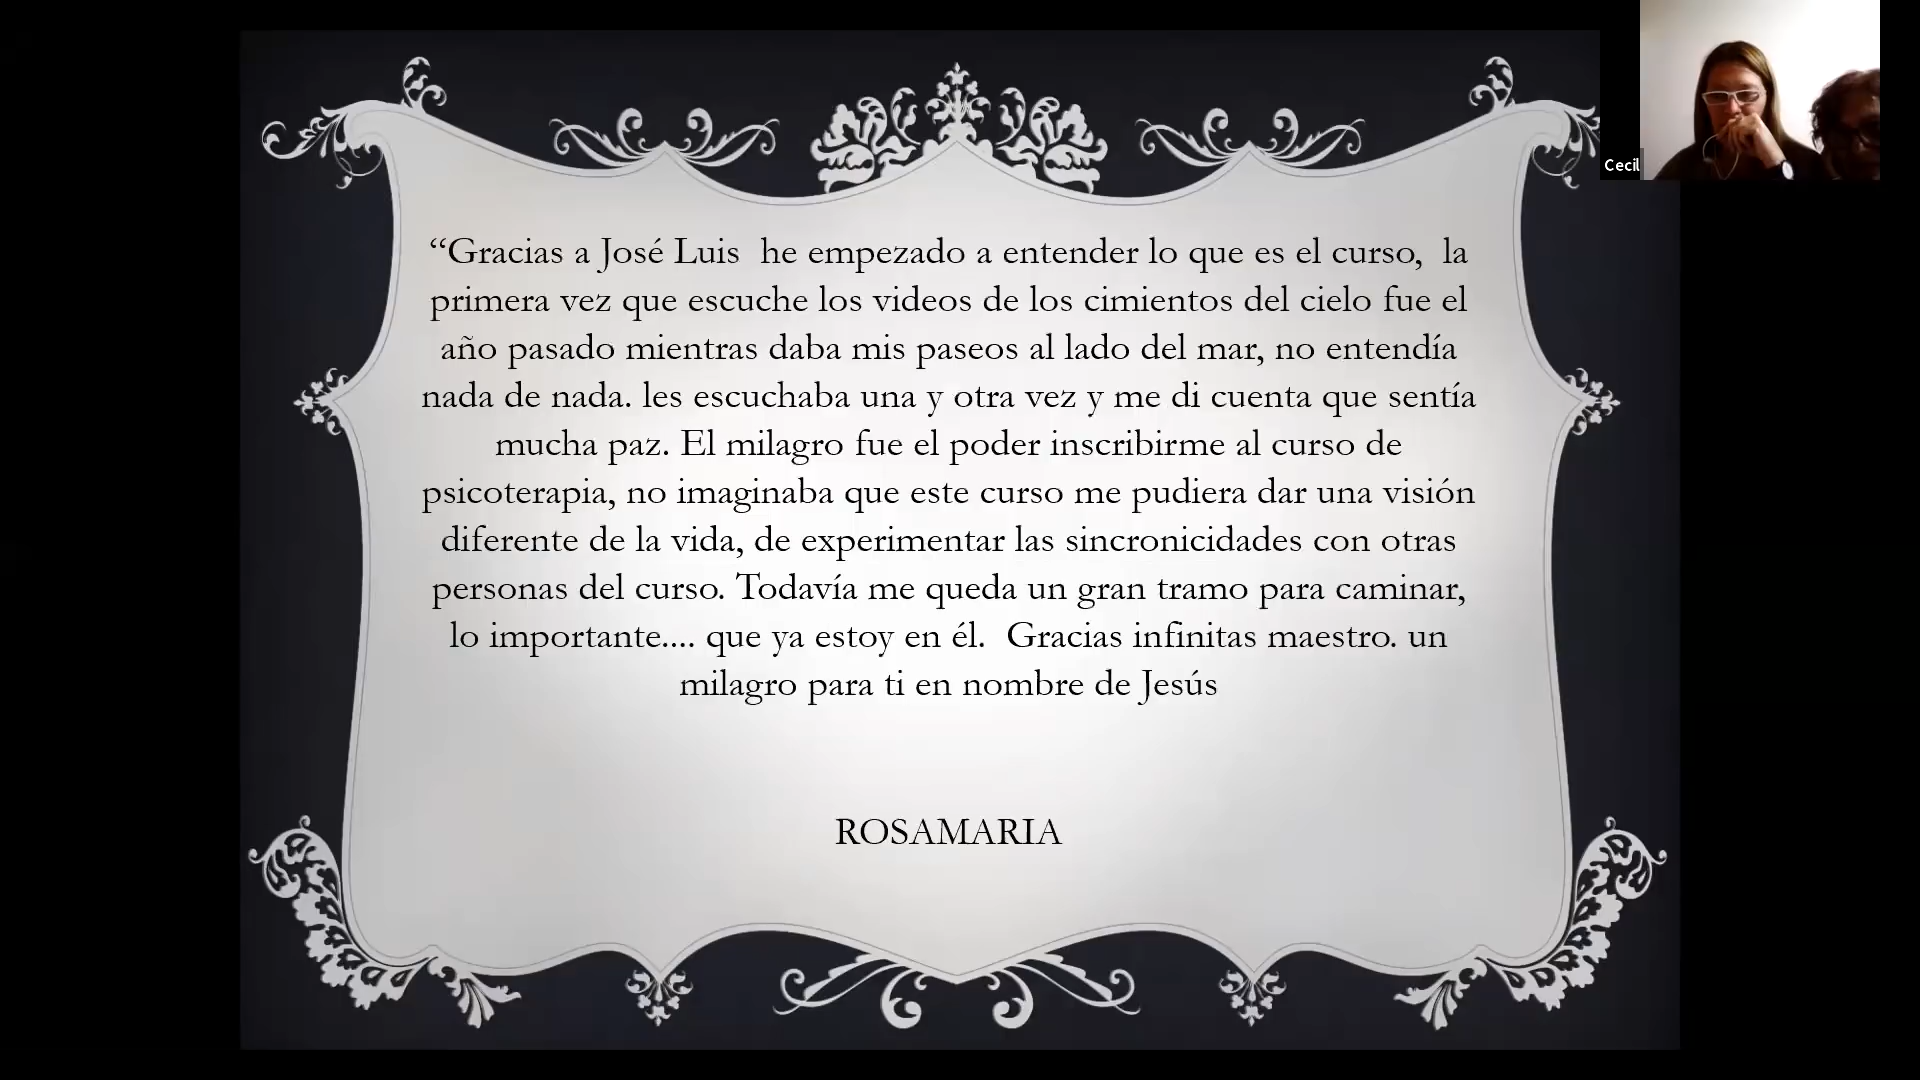 “Gracias a José Luis  he empezado a entender lo que es el curso,  la
primera vez que escuche los videos de los cimientos del cielo fue el
año pasado mientras daba mis paseos al lado del mar, no entendía
nada de nada. les escuchaba una y otra vez y me di cuenta que sentía
mucha paz. El milagro fue el poder inscribirme al curso de
psicoterapia, no imaginaba que este curso me pudiera dar una visión
diferente de la vida, de experimentar las sincronicidades con otras
personas del curso. Todavía me queda un gran tramo para caminar,
lo importante.... que ya estoy en él.  Gracias infinitas maestro. un
milagro para ti en nombre de Jesús
ROSAMARIA
Cecil